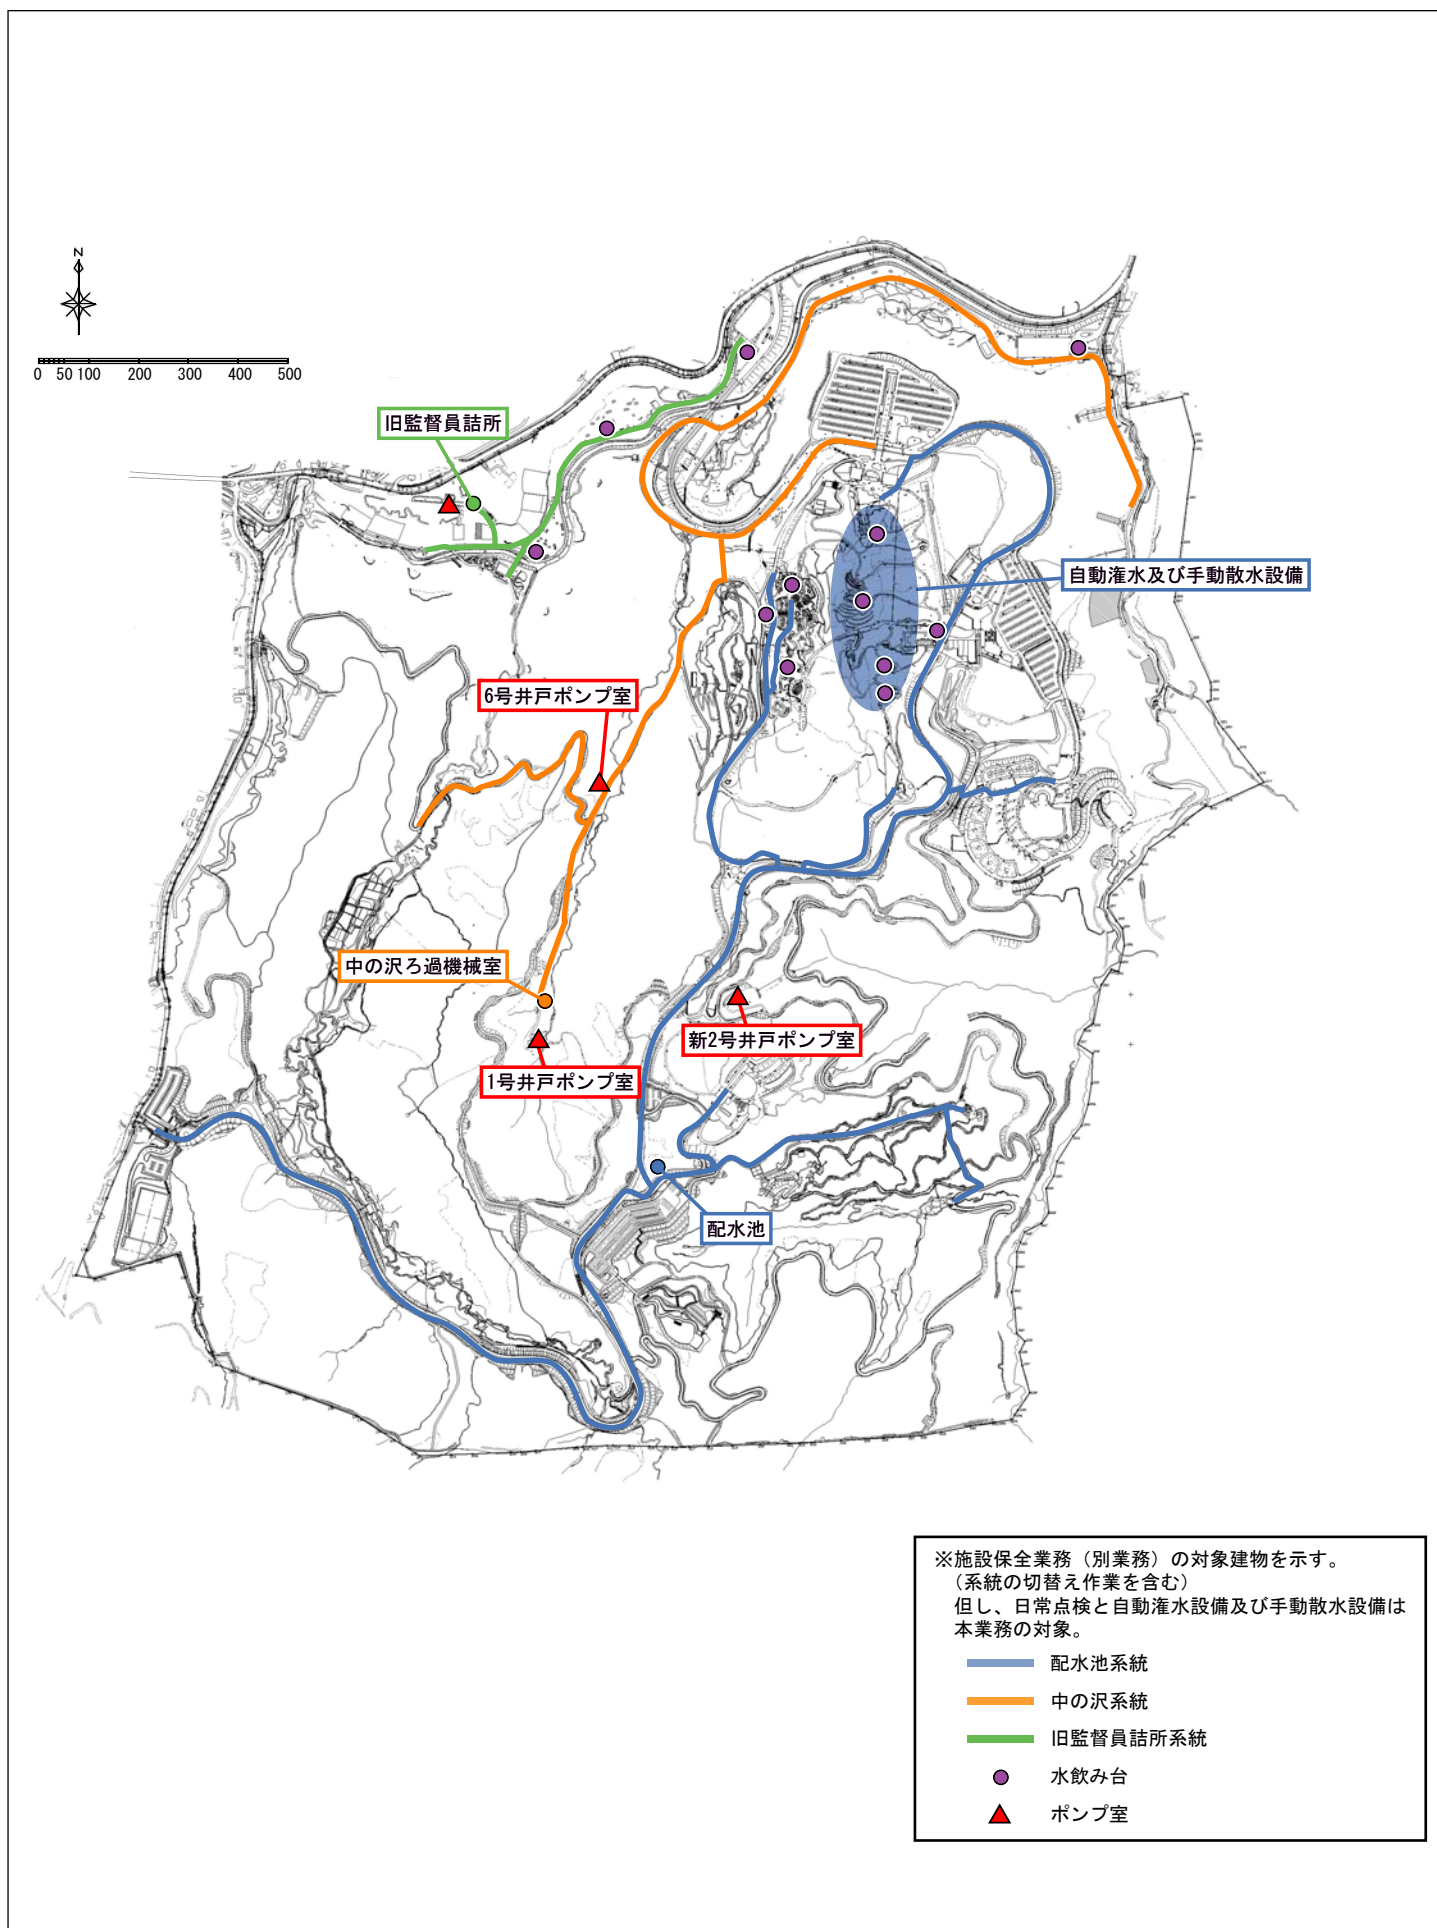 N
0 50 100 200 300 400 500
旧監督員詰所
自動潅水及び手動散水設備
6号井戸ポンプ室
中の沢ろ過機械室
新2号井戸ポンプ室
1号井戸ポンプ室
配水池
※施設保全業務（別業務）の対象建物を示す。
（系統の切替え作業を含む）
但し、日常点検と自動潅水設備及び手動散水設備は
本業務の対象。
配水池系統
中の沢系統
旧監督員詰所系統
水飲み台
ポンプ室